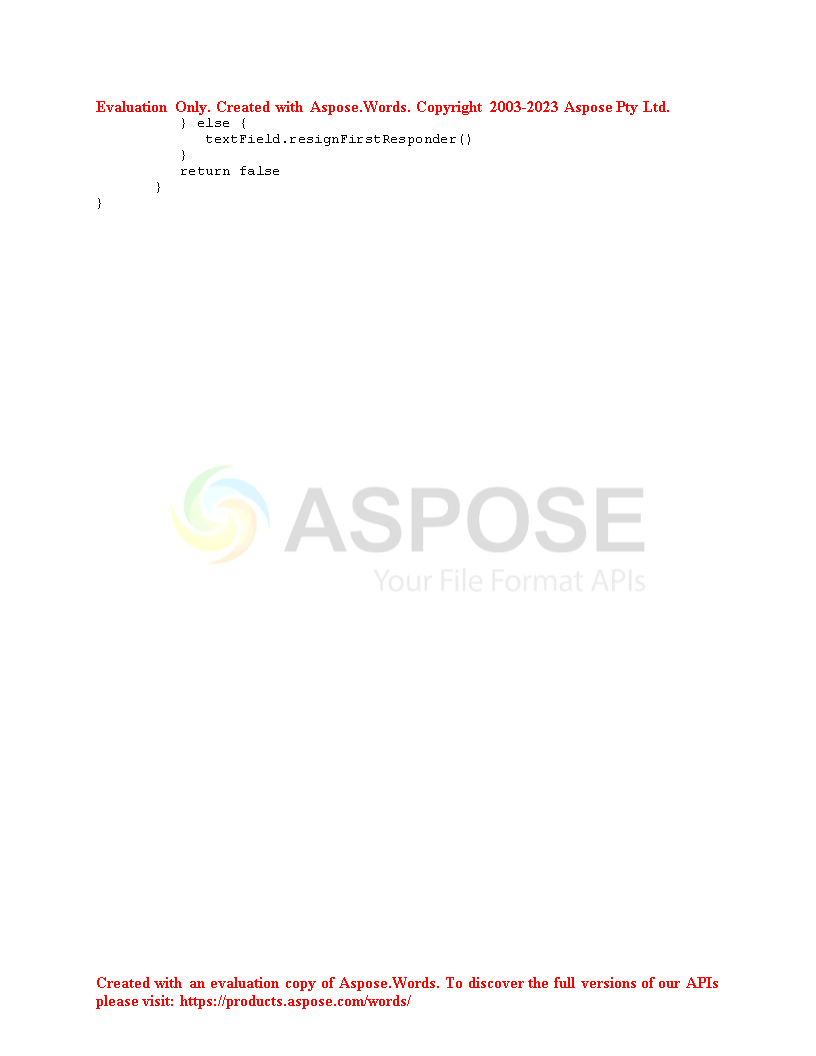 Evaluation Only. Created with Aspose.Words. Copyright 2003-2023 Aspose Pty Ltd.
} else {
textField.resignFirstResponder()
}
return false
}
}
ASPOSE
Your File Format APIs
Created with an evaluation copy of Aspose.Words. To discover the full versions of our APIs
please visit: https://products.aspose.com/words/